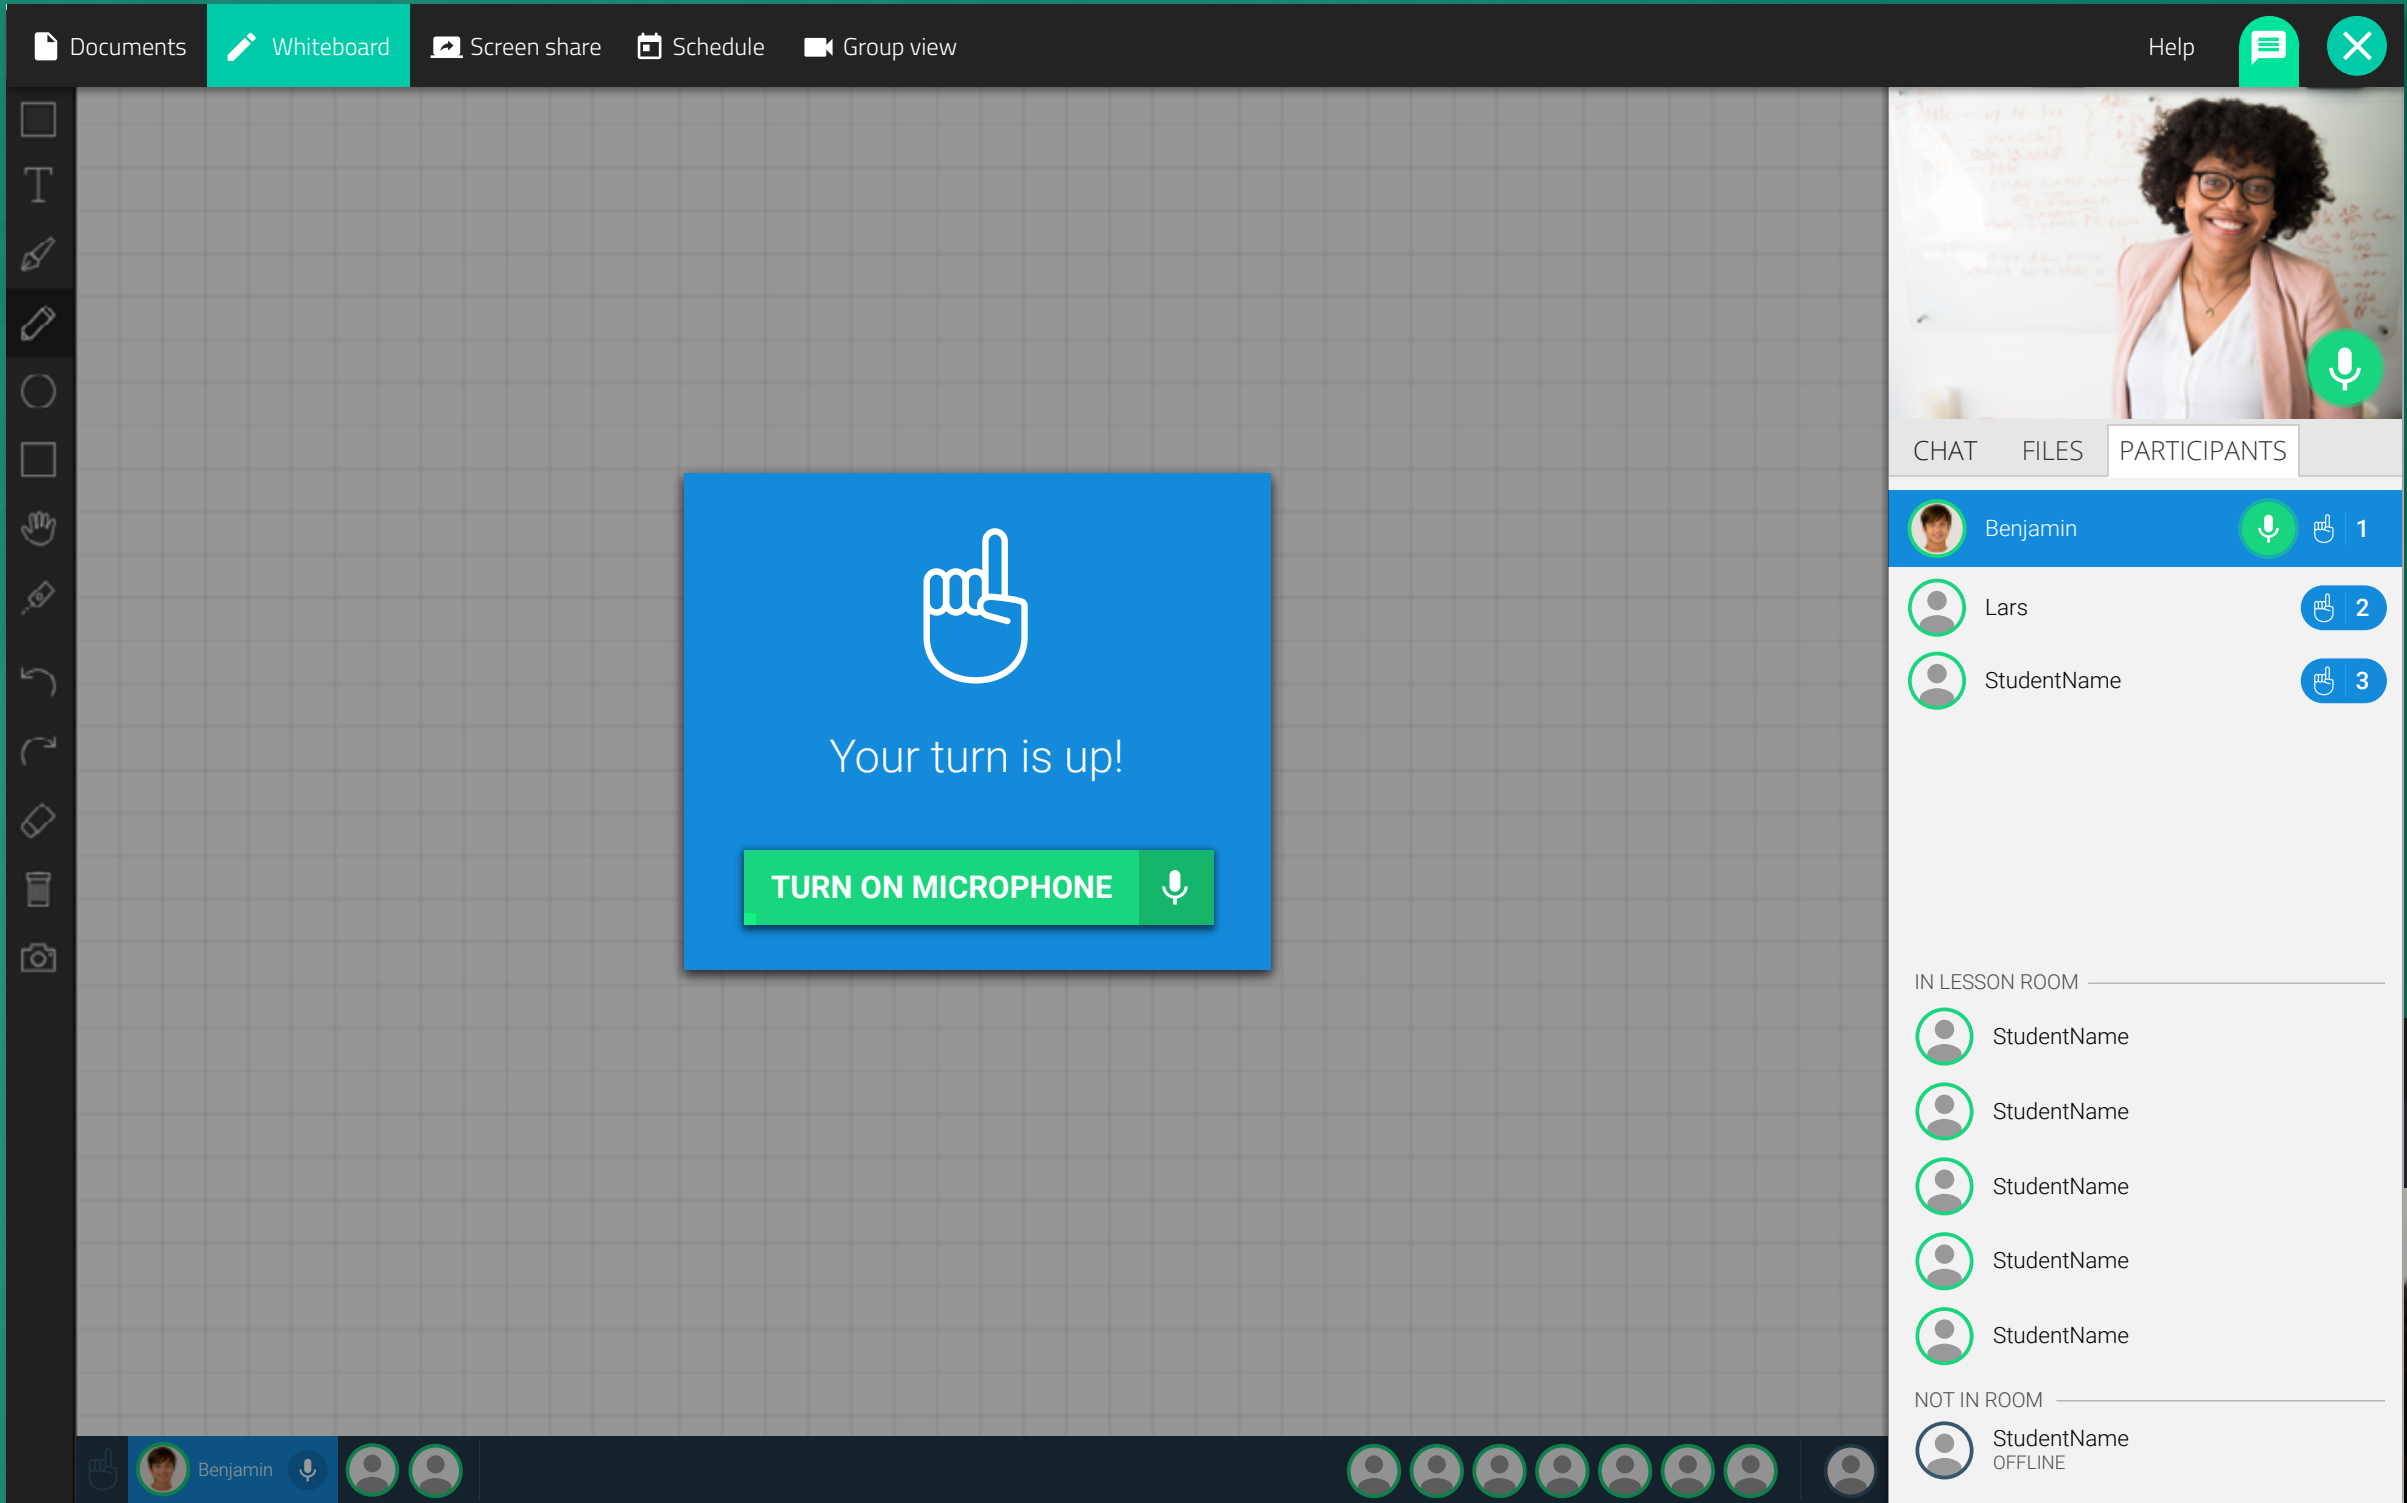 Documents
Whiteboard
Screen share
Schedule
Group view
Help
CHAT
FILES
PARTICIPANTS
Benjamin
1
Lars
2
StudentName
3
Your turn is up!
TURN ON MICROPHONE
IN LESSON ROOM
StudentName
StudentName
StudentName
StudentName
StudentName
NOT IN ROOM
StudentName
OFFLINE
Benjamin